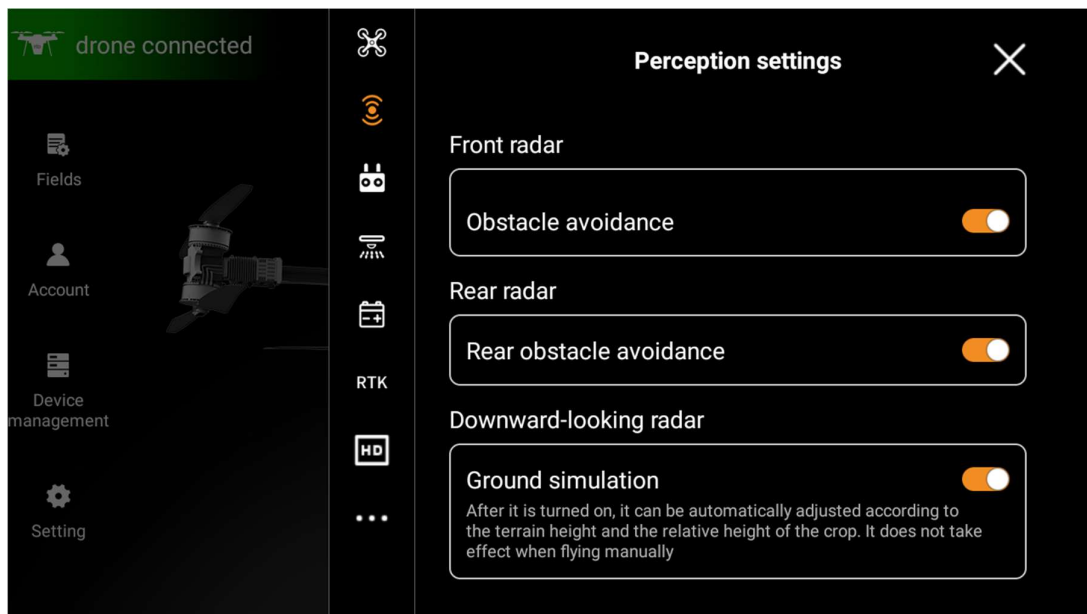 drone connected
Fields
Account
Device
management
Setting
RTK
HD
Perception settings
Front radar
Obstacle avoidance
Rear radar
Rear obstacle avoidance
Downward-looking radar
Ground simulation
After it is turned on, it can be automatically adjusted according to
the terrain height and the relative height of the crop. It does not take
effect when flying manually